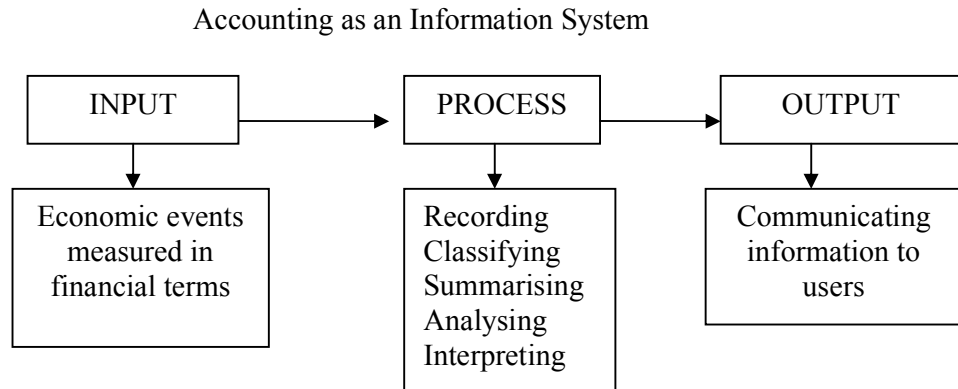 Accounting as an Information System
INPUT
PROCESS
OUTPUT
Economic events
measured in
financial terms
Recording
Classifying
Summarising
Analysing
Interpreting
Communicating
information to
users